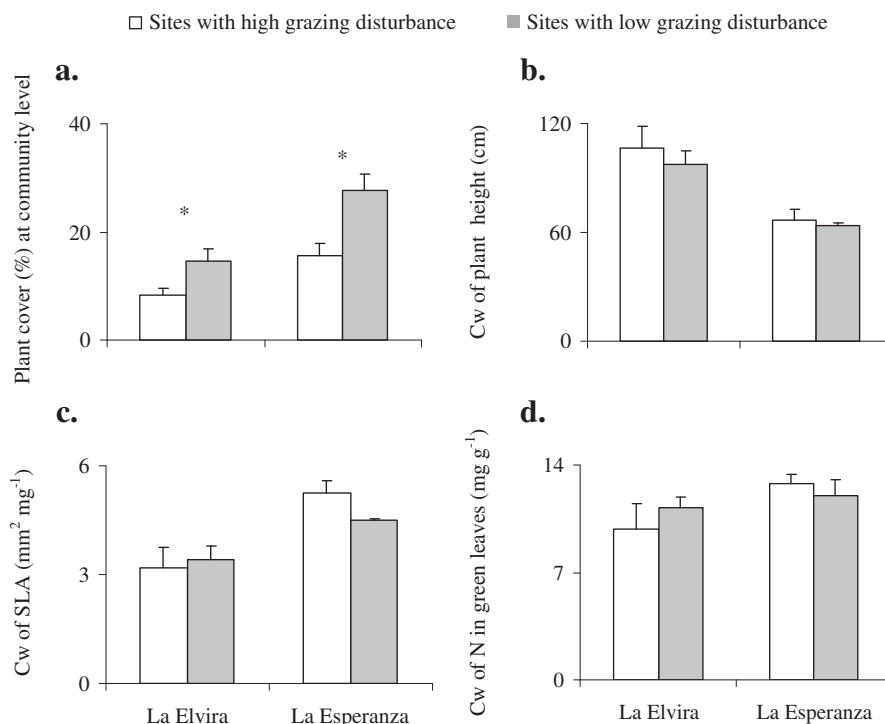 Sites with high grazing disturbance
Sites with low grazing disturbance
a.
Plant cover (%) at community level
40
20
0
*
*
b.
Cw of plant height (cm)
120
60
0
c.
Cw of SLA (mm² mg⁻¹)
6
3
0
La Elvira
La Esperanza
d.
Cw of N in green leaves (mg g⁻¹)
14
7
0
La Elvira
La Esperanza